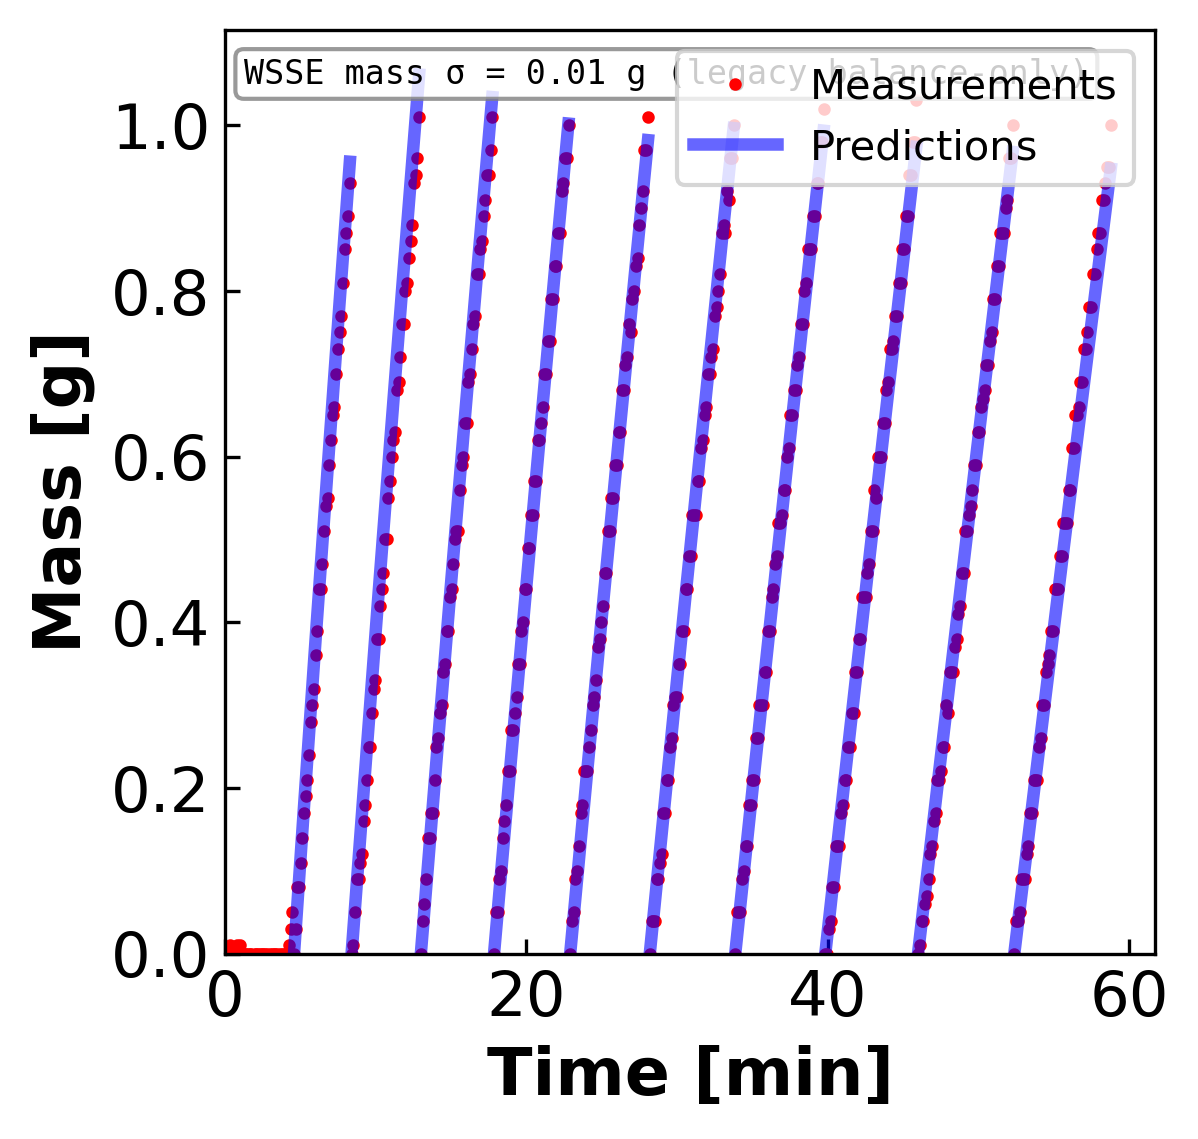 WSSE mass σ = 0.01 g (legacy balance-only)
Measurements
Predictions
1.0
0.8
0.6
0.4
0.2
0.0
Mass [g]
0 20 40 60
Time [min]